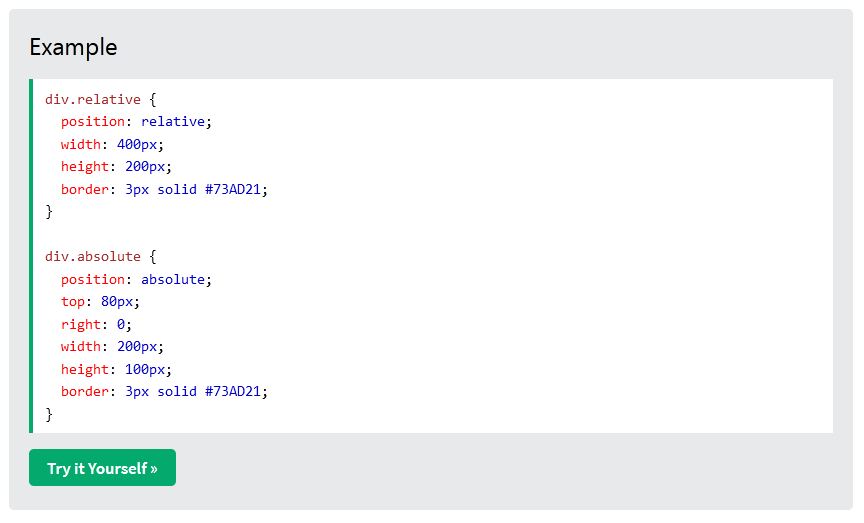 Example
div.relative {
  position: relative;
  width: 400px;
  height: 200px;
  border: 3px solid #73AD21;
}

div.absolute {
  position: absolute;
  top: 80px;
  right: 0;
  width: 200px;
  height: 100px;
  border: 3px solid #73AD21;
}
Try it Yourself »